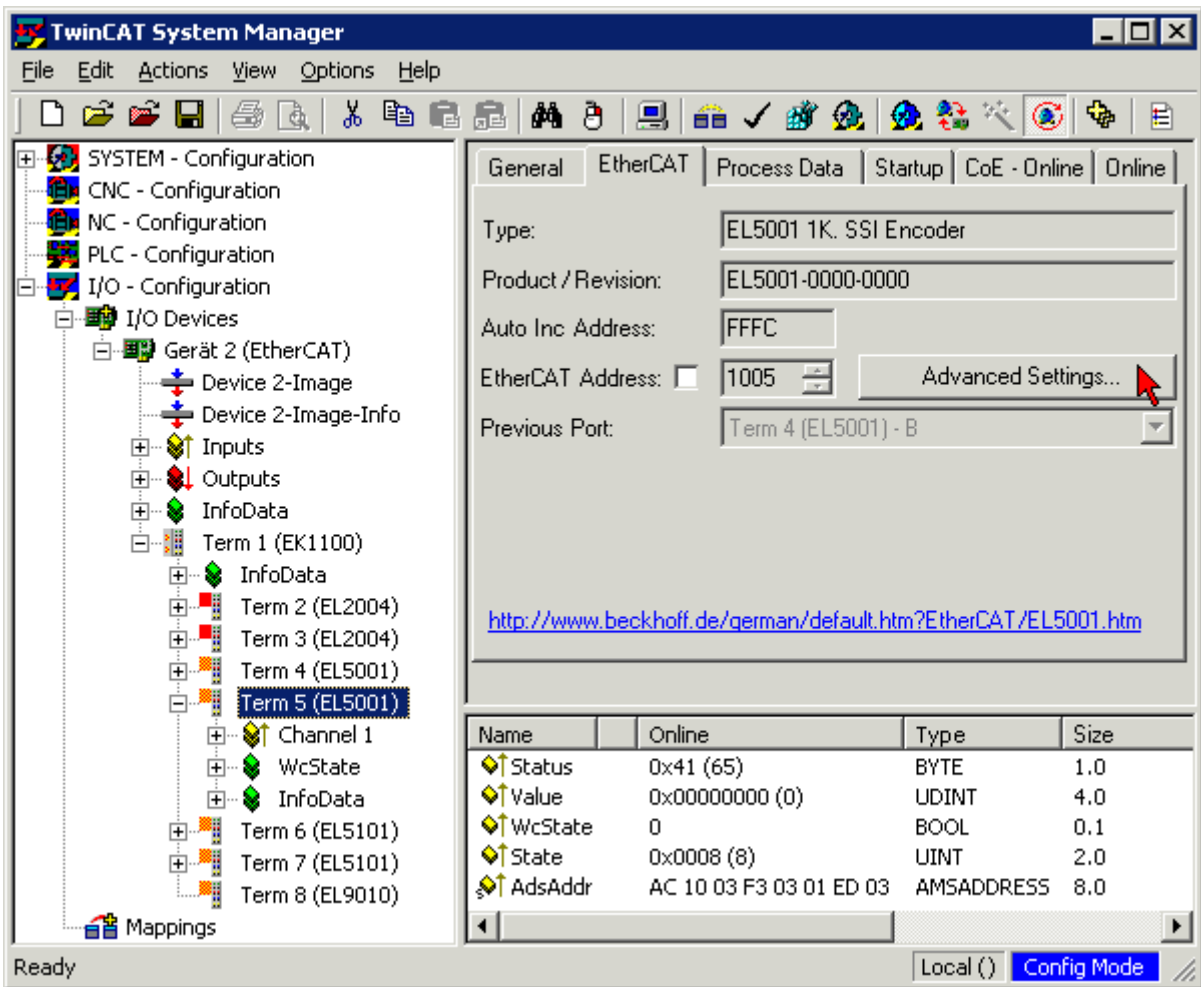 TwinCAT System Manager
File Edit Actions View Options Help
SYSTEM - Configuration
CNC - Configuration
NC - Configuration
PLC - Configuration
I/O - Configuration
I/O Devices
Gerät 2 (EtherCAT)
Device 2-Image
Device 2-Image-Info
Inputs
Outputs
InfoData
Term 1 (EK1100)
InfoData
Term 2 (EL2004)
Term 3 (EL2004)
Term 4 (EL5001)
Term 5 (EL5001)
Channel 1
WcState
InfoData
Term 6 (EL5101)
Term 7 (EL5101)
Term 8 (EL9010)
Mappings
General EtherCAT Process Data Startup CoE - Online Online
Type: EL5001 1K. SSI Encoder
Product / Revision: EL5001-0000-0000
Auto Inc Address: FFFC
EtherCAT Address: 1005 Advanced Settings...
Previous Port: Term 4 (EL5001) - B
http://www.beckhoff.de/german/default.htm?EtherCAT/EL5001.htm
Name Online Type Size
Status 0x41 (65) BYTE 1.0
Value 0x00000000 (0) UDINT 4.0
WcState 0 BOOL 0.1
State 0x0008 (8) UINT 2.0
AdsAddr AC 10 03 F3 03 01 ED 03 AMSADDRESS 8.0
Ready Local () Config Mode